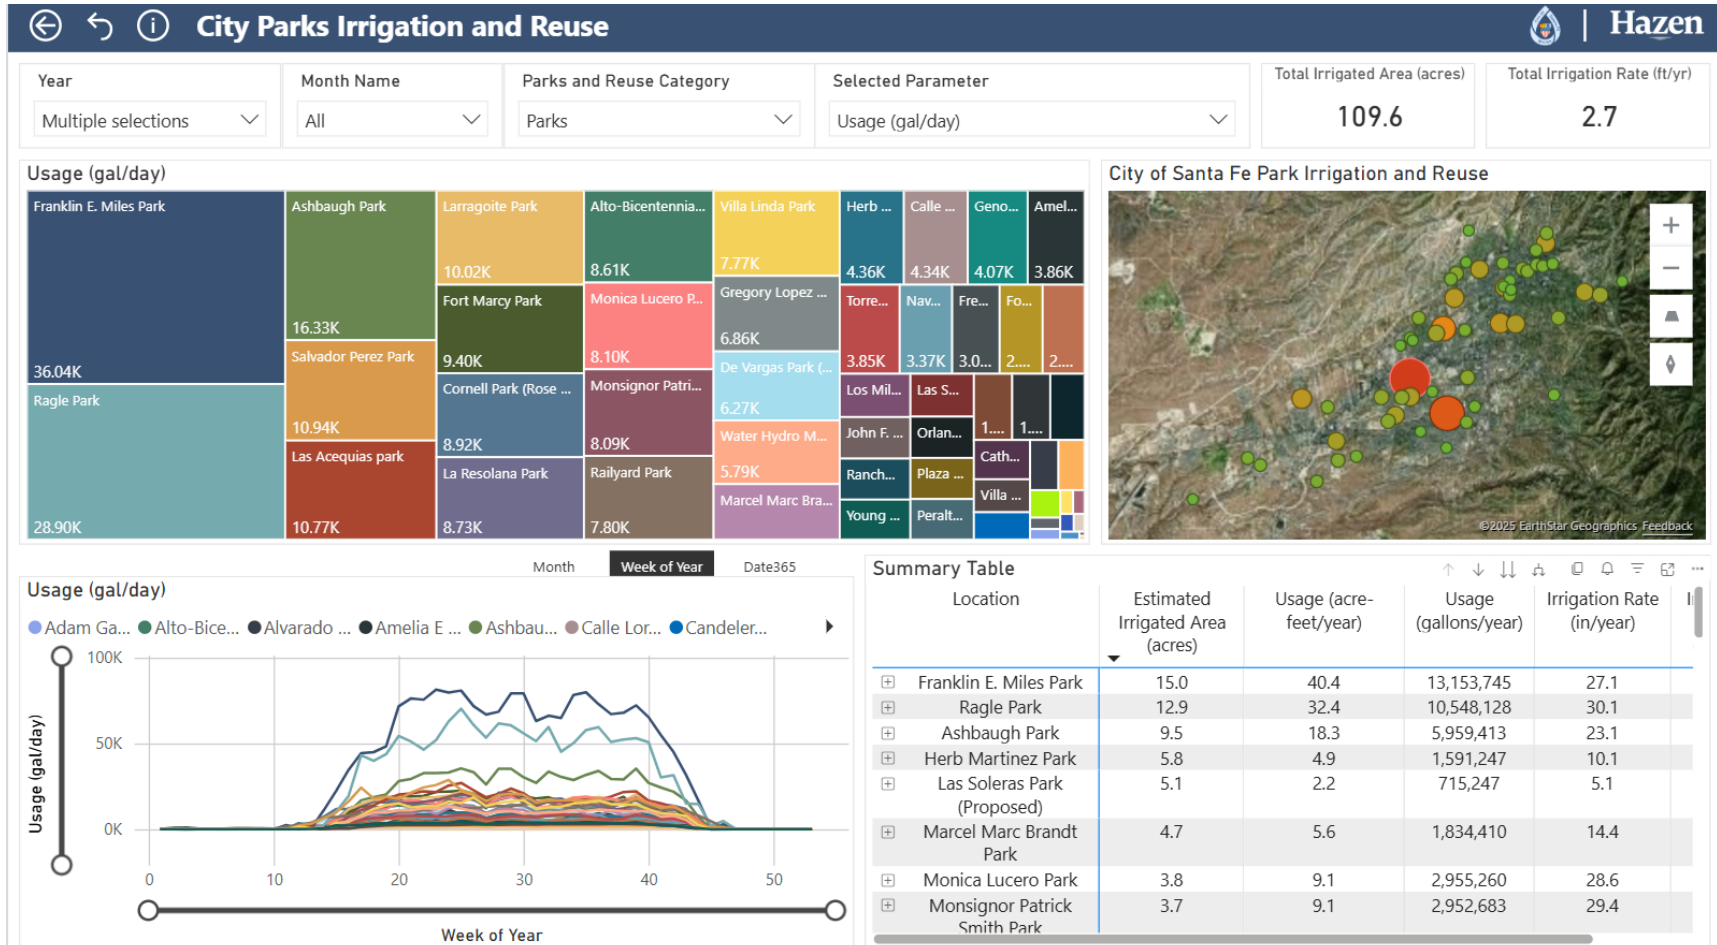 City Parks Irrigation and Reuse
Hazen
Year
Multiple selections
Month Name
All
Parks and Reuse Category
Parks
Selected Parameter
Usage (gal/day)
Total Irrigated Area (acres)
109.6
Total Irrigation Rate (ft/yr)
2.7
Usage (gal/day)
Franklin E. Miles Park
36.04K
Ragle Park
28.90K
Ashbaugh Park
16.33K
Salvador Perez Park
10.94K
Las Acequias park
10.77K
Larragoite Park
10.02K
Fort Marcy Park
9.40K
Cornell Park (Rose ...
8.92K
La Resolana Park
8.73K
Alto-Bicentennia...
8.61K
Monica Lucero P...
8.10K
Monsignor Patri...
8.09K
Railyard Park
7.80K
Villa Linda Park
7.77K
Gregory Lopez ...
6.86K
De Vargas Park (...
6.27K
Water Hydro M...
5.79K
Marcel Marc Bra...
Herb ...
4.36K
Calle ...
4.34K
Geno...
4.07K
Amel...
3.86K
Torre...
3.85K
Nav...
3.37K
Fre...
3.0...
Fo...
2....
2....
Los Mil...
Las S...
1....
1....
John F. ...
Orlan...
Ranch...
Plaza ...
Young ...
Peralt...
Cath...
Villa ...
City of Santa Fe Park Irrigation and Reuse
©2025 EarthStar Geographics Feedback
Month
Week of Year
Date365
Usage (gal/day)
Adam Ga...
Alto-Bice...
Alvarado ...
Amelia E ...
Ashbau...
Calle Lor...
Candeler...
Usage (gal/day)
100K
50K
0K
0 10 20 30 40 50
Week of Year
Summary Table
Location
Estimated Irrigated Area (acres)
Usage (acre-feet/year)
Usage (gallons/year)
Irrigation Rate (in/year)
Franklin E. Miles Park 15.0 40.4 13,153,745 27.1
Ragle Park 12.9 32.4 10,548,128 30.1
Ashbaugh Park 9.5 18.3 5,959,413 23.1
Herb Martinez Park 5.8 4.9 1,591,247 10.1
Las Soleras Park (Proposed) 5.1 2.2 715,247 5.1
Marcel Marc Brandt Park 4.7 5.6 1,834,410 14.4
Monica Lucero Park 3.8 9.1 2,955,260 28.6
Monsignor Patrick Smith Park 3.7 9.1 2,952,683 29.4